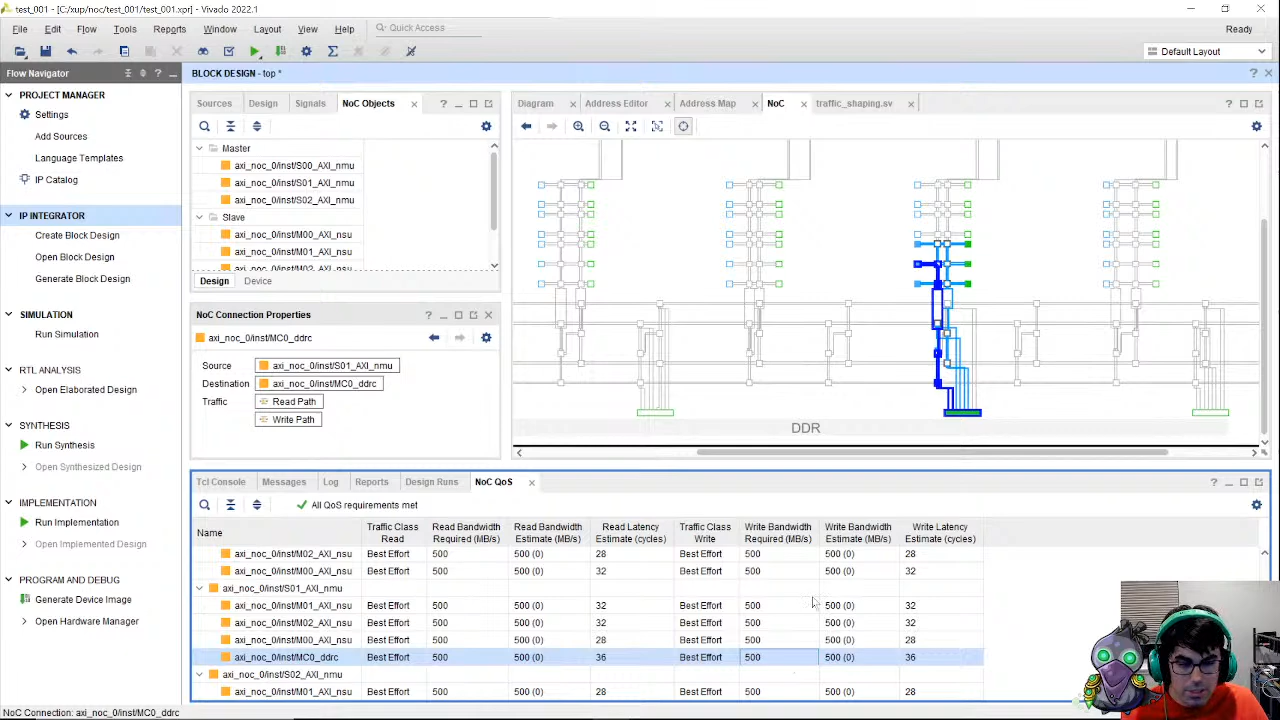 test_001 - [C:/xup/noc/test_001/test_001.xpr] - Vivado 2022.1
File Edit Flow Tools Reports Window Layout View Help Quick Access Ready
Default Layout
Flow Navigator
PROJECT MANAGER
Settings
Add Sources
Language Templates
IP Catalog
IP INTEGRATOR
Create Block Design
Open Block Design
Generate Block Design
SIMULATION
Run Simulation
RTL ANALYSIS
Open Elaborated Design
SYNTHESIS
Run Synthesis
Open Synthesized Design
IMPLEMENTATION
Run Implementation
Open Implemented Design
PROGRAM AND DEBUG
Generate Device Image
Open Hardware Manager
BLOCK DESIGN - top *
Sources Design Signals NoC Objects
Master
axi_noc_0/inst/S00_AXI_nmu
axi_noc_0/inst/S01_AXI_nmu
axi_noc_0/inst/S02_AXI_nmu
Slave
axi_noc_0/inst/M00_AXI_nsu
axi_noc_0/inst/M01_AXI_nsu
axi_noc_0/inst/M02_AXI_nsu
Design Device
NoC Connection Properties
axi_noc_0/inst/MC0_ddrc
Source axi_noc_0/inst/S01_AXI_nmu
Destination axi_noc_0/inst/MC0_ddrc
Traffic Read Path
Write Path
Diagram Address Editor Address Map NoC traffic_shaping.sv
DDR
Tcl Console Messages Log Reports Design Runs NoC QoS
All QoS requirements met
Name Traffic Class Read Read Bandwidth Required (MB/s) Read Bandwidth Estimate (MB/s) Read Latency Estimate (cycles) Traffic Class Write Write Bandwidth Required (MB/s) Write Bandwidth Estimate (MB/s) Write Latency Estimate (cycles)
axi_noc_0/inst/M02_AXI_nsu Best Effort 500 500 (0) 28 Best Effort 500 500 (0) 28
axi_noc_0/inst/M00_AXI_nsu Best Effort 500 500 (0) 32 Best Effort 500 500 (0) 32
axi_noc_0/inst/S01_AXI_nmu
axi_noc_0/inst/M01_AXI_nsu Best Effort 500 500 (0) 32 Best Effort 500 500 (0) 32
axi_noc_0/inst/M02_AXI_nsu Best Effort 500 500 (0) 32 Best Effort 500 500 (0) 32
axi_noc_0/inst/M00_AXI_nsu Best Effort 500 500 (0) 28 Best Effort 500 500 (0) 28
axi_noc_0/inst/MC0_ddrc Best Effort 500 500 (0) 36 Best Effort 500 500 (0) 36
axi_noc_0/inst/S02_AXI_nmu
axi_noc_0/inst/M01_AXI_nsu Best Effort 500 500 (0) 28 Best Effort 500 500 (0) 28
NoC Connection: axi_noc_0/inst/MC0_ddrc